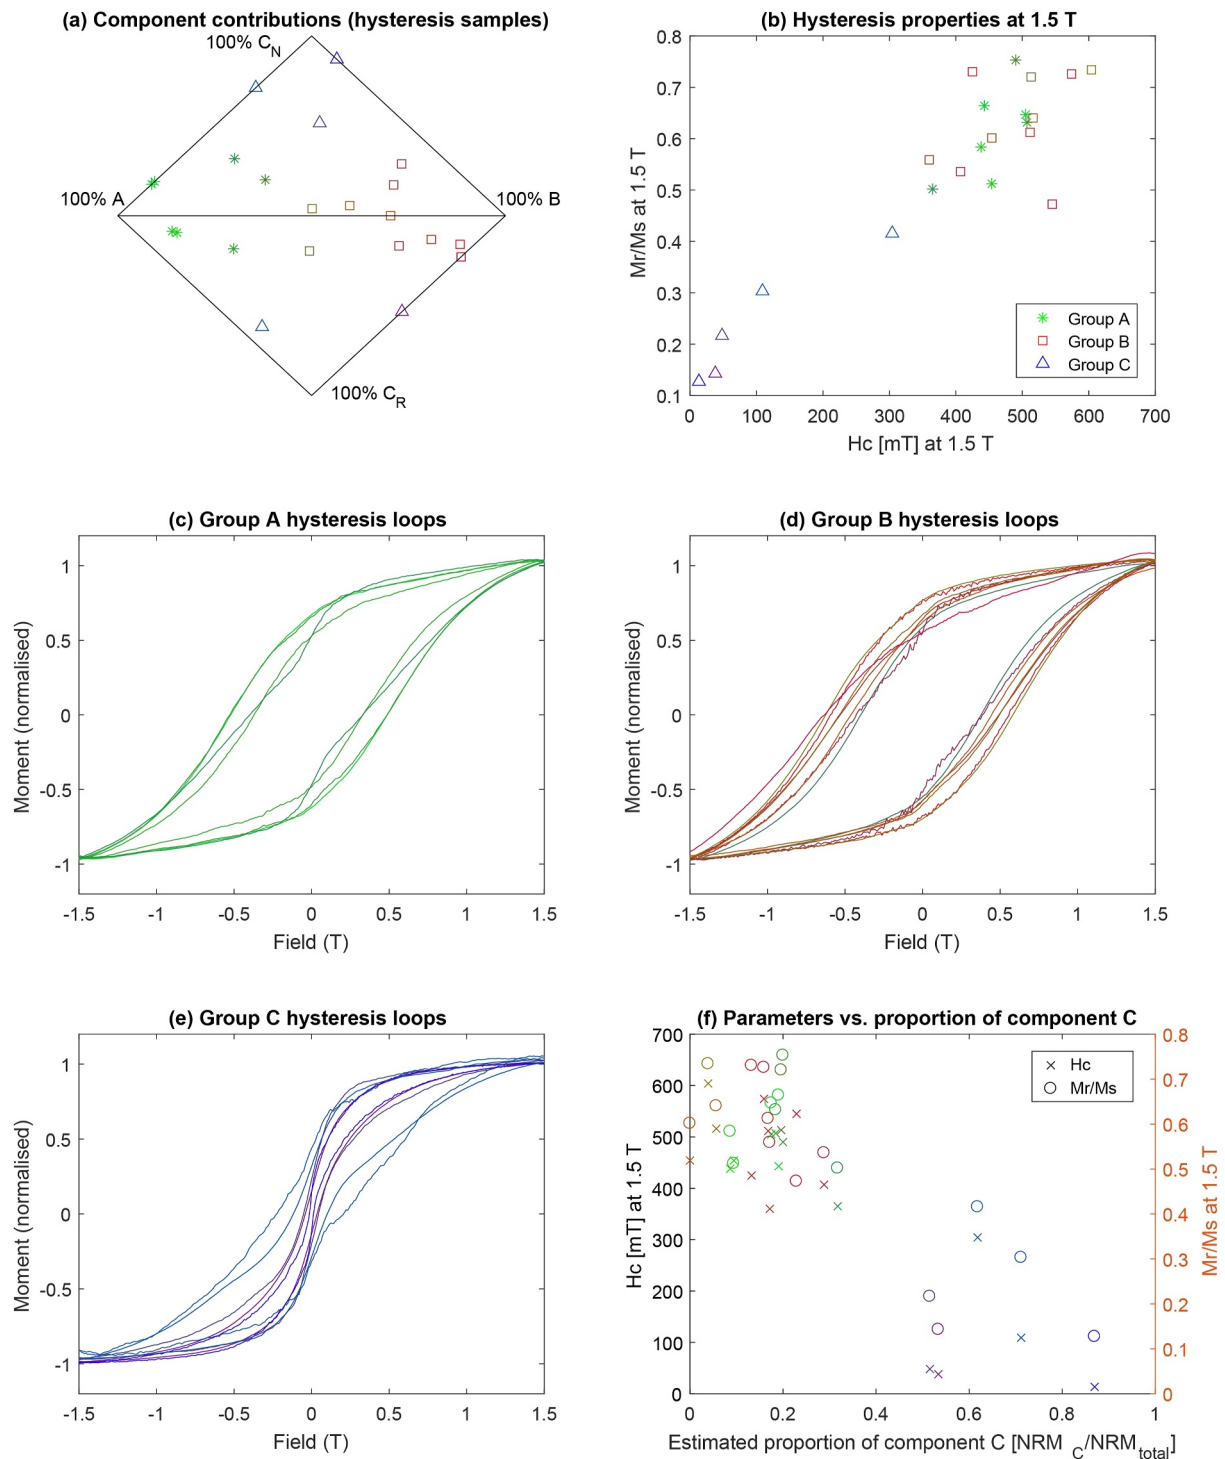 (a) Component contributions (hysteresis samples)
100% C_N
100% A
100% B
100% C_R
(b) Hysteresis properties at 1.5 T
0.8
0.7
0.6
0.5
0.4
0.3
0.2
0.1
Mr/Ms at 1.5 T
0 100 200 300 400 500 600 700
Hc [mT] at 1.5 T
Group A
Group B
Group C
(c) Group A hysteresis loops
1
0.5
0
-0.5
-1
Moment (normalised)
-1.5 -1 -0.5 0 0.5 1 1.5
Field (T)
(d) Group B hysteresis loops
1
0.5
0
-0.5
-1
Moment (normalised)
-1.5 -1 -0.5 0 0.5 1 1.5
Field (T)
(e) Group C hysteresis loops
1
0.5
0
-0.5
-1
Moment (normalised)
-1.5 -1 -0.5 0 0.5 1 1.5
Field (T)
(f) Parameters vs. proportion of component C
700
600
500
400
300
200
100
0
Hc [mT] at 1.5 T
Hc
Mr/Ms
0.8
0.7
0.6
0.5
0.4
0.3
0.2
0.1
0
Mr/Ms at 1.5 T
0 0.2 0.4 0.6 0.8 1
Estimated proportion of component C [NRM_C/NRM_total]